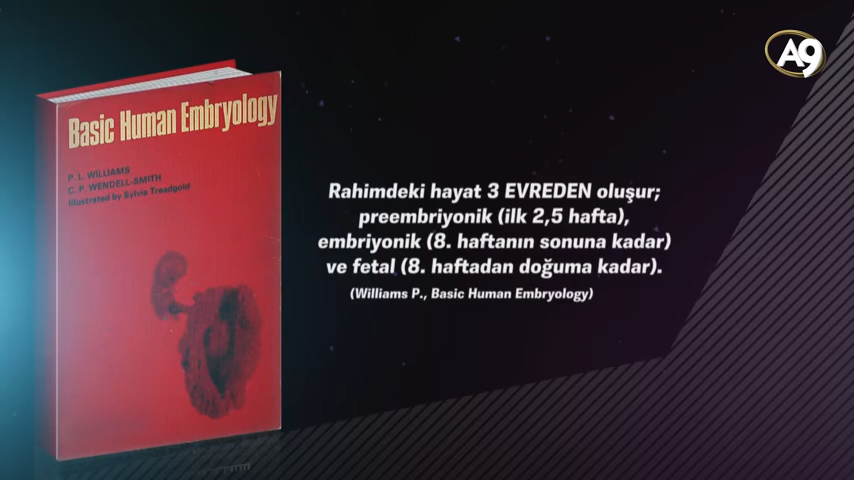 A9
Basic Human Embryology
P. L. WILLIAMS
C. P. WENDELL-SMITH
Illustrated by Sylvia Treadgold
Rahimdeki hayat 3 EVREDEN oluşur;
preembriyonik (ilk 2,5 hafta),
embriyonik (8. haftanın sonuna kadar)
ve fetal (8. haftadan doğuma kadar).
(Williams P., Basic Human Embryology)